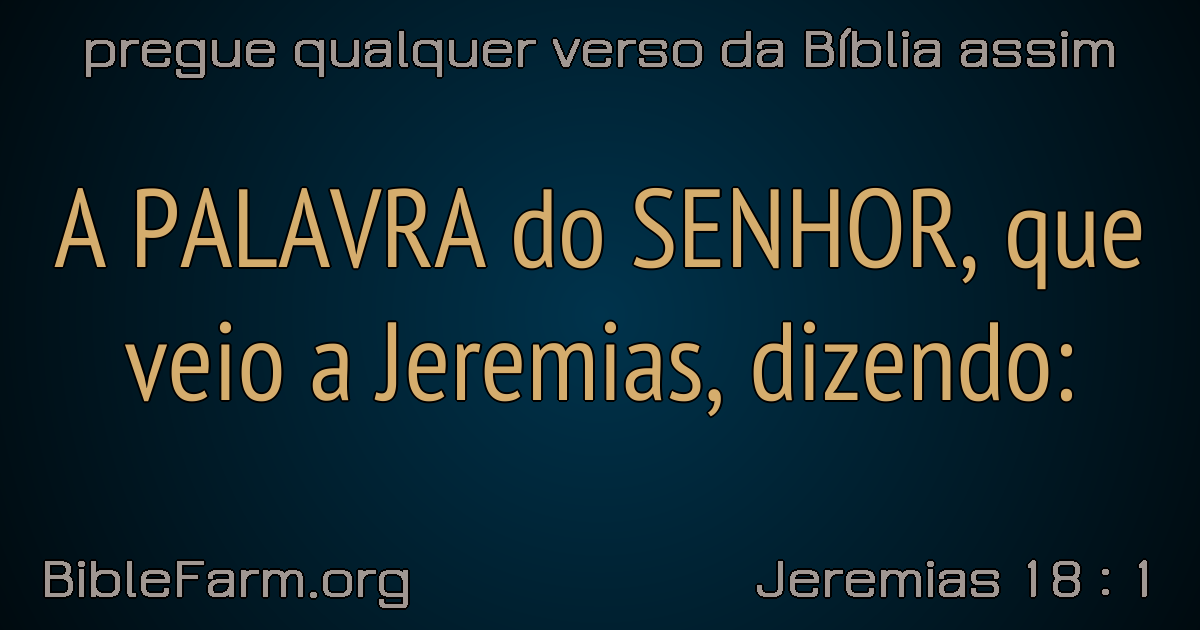 pregue qualquer verso da Bíblia assim
A PALAVRA do SENHOR, que
veio a Jeremias, dizendo:
BibleFarm.org
Jeremias 18 : 1